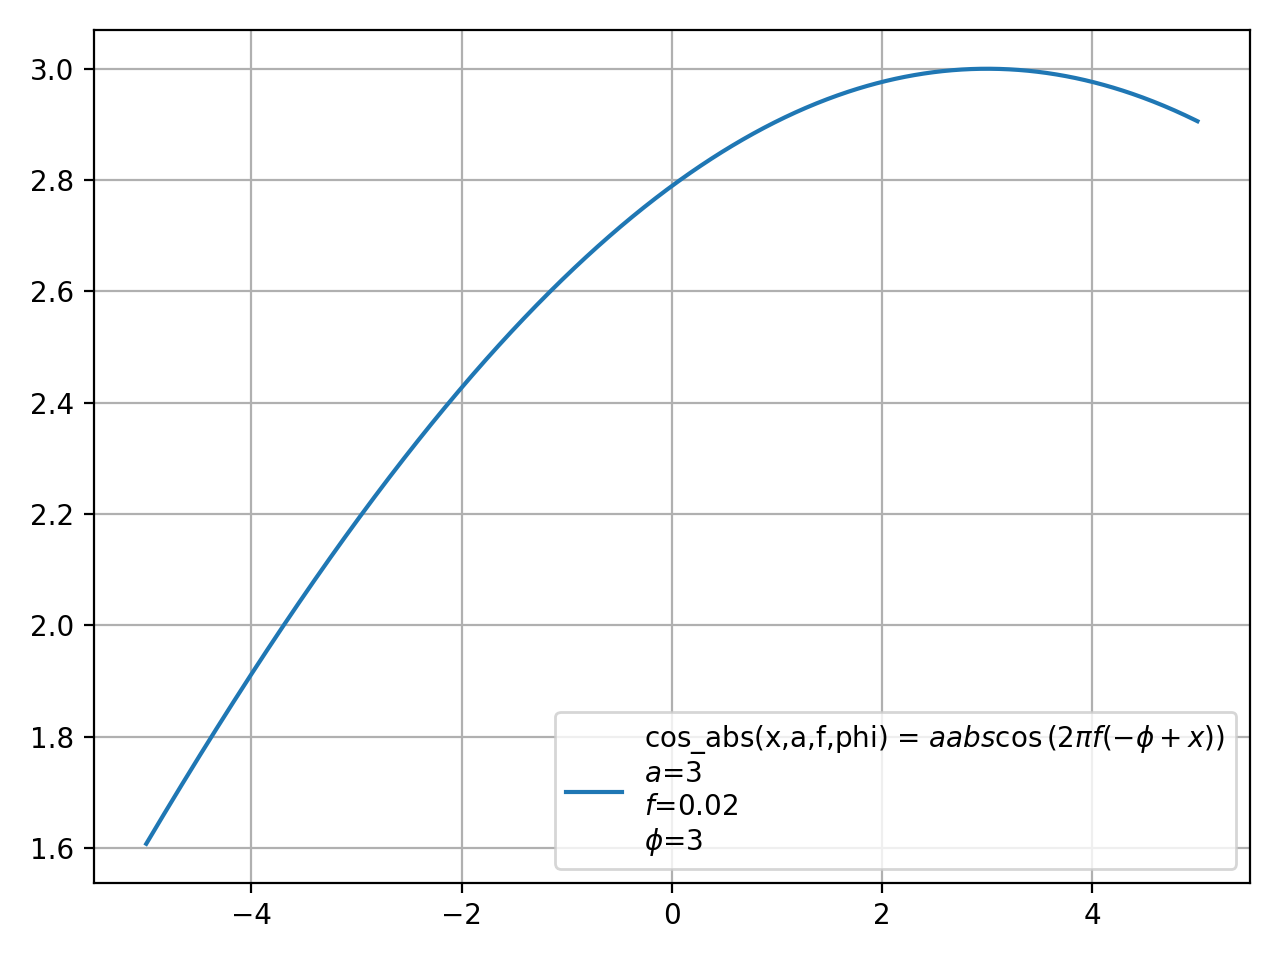 3.0
2.8
2.6
2.4
2.2
2.0
1.8
1.6
cos_abs(x,a,f,phi) = aabscos (2πf(−ϕ + x))
a=3
f=0.02
ϕ=3
−4 −2 0 2 4